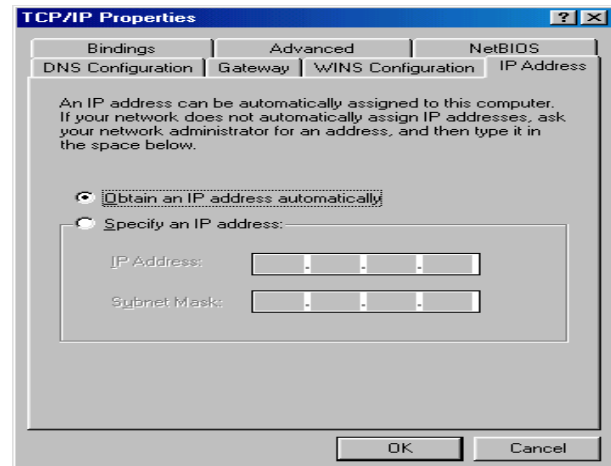 TCP/IP Properties
Bindings Advanced NetBIOS
DNS Configuration Gateway WINS Configuration IP Address
An IP address can be automatically assigned to this computer.
If your network does not automatically assign IP addresses, ask
your network administrator for an address, and then type it in
the space below.
Obtain an IP address automatically
Specify an IP address:
IP Address:
Subnet Mask:
OK Cancel